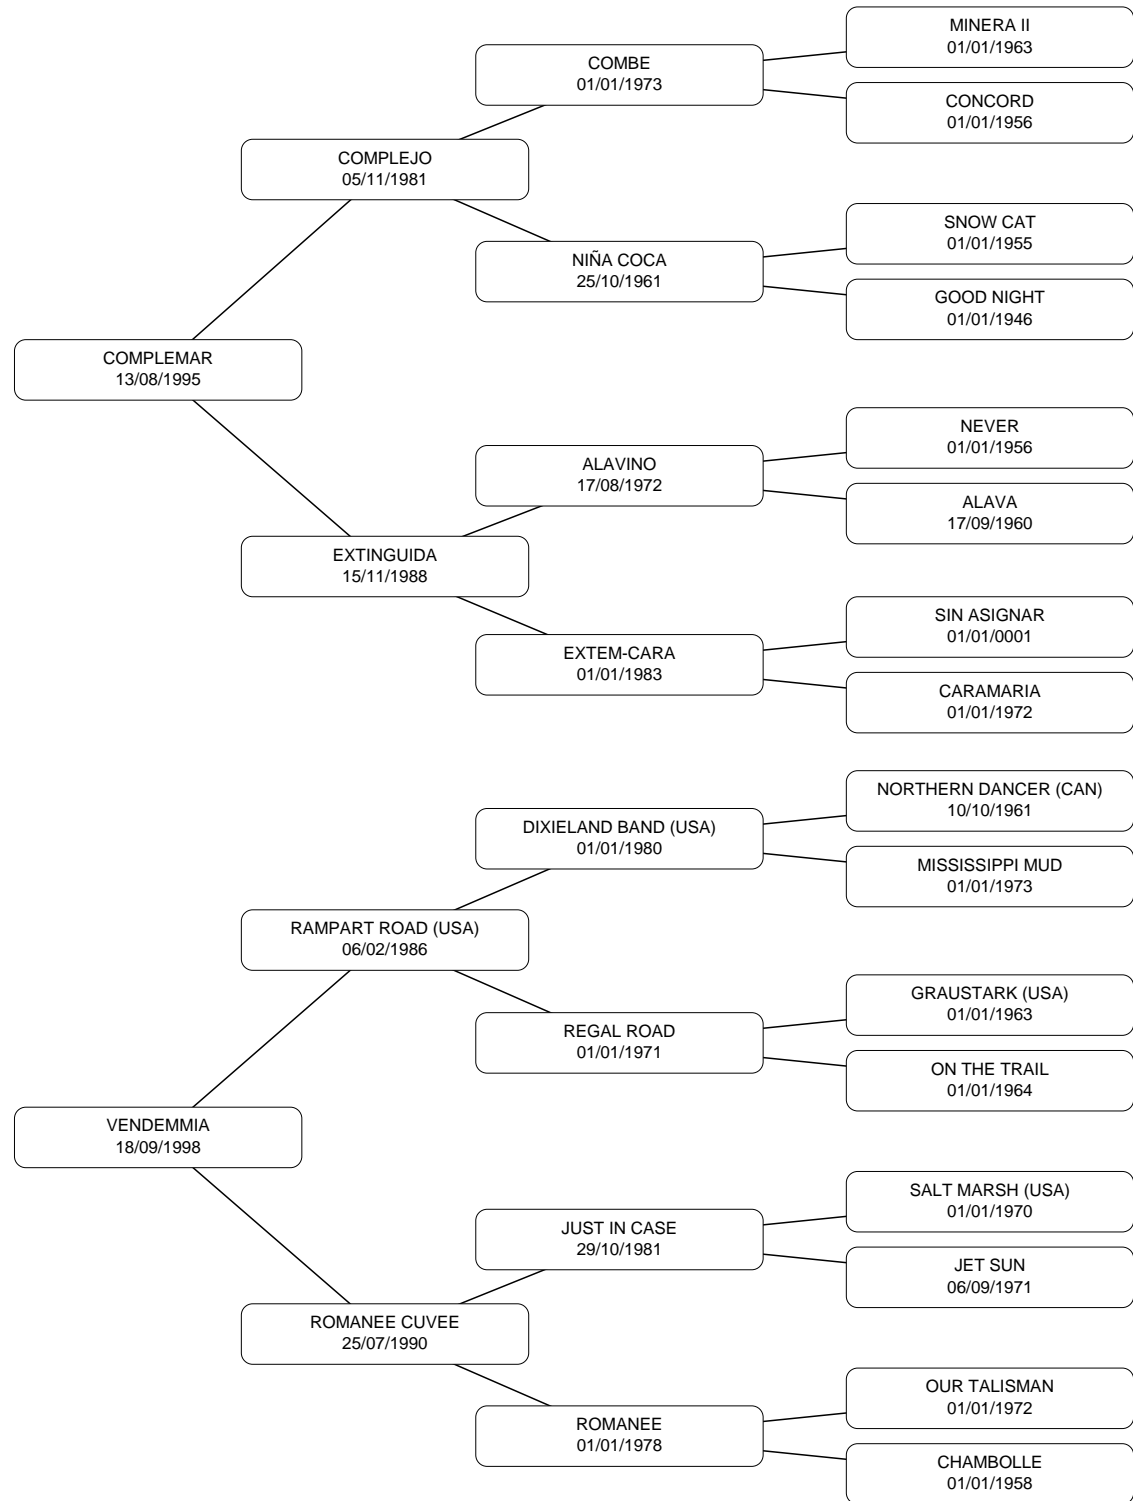 MINERA II
01/01/1963
COMBE
01/01/1973
CONCORD
01/01/1956
COMPLEJO
05/11/1981
SNOW CAT
01/01/1955
NIÑA COCA
25/10/1961
GOOD NIGHT
01/01/1946
COMPLEMAR
13/08/1995
NEVER
01/01/1956
ALAVINO
17/08/1972
ALAVA
17/09/1960
EXTINGUIDA
15/11/1988
SIN ASIGNAR
01/01/0001
EXTEM-CARA
01/01/1983
CARAMARIA
01/01/1972
NORTHERN DANCER (CAN)
10/10/1961
DIXIELAND BAND (USA)
01/01/1980
MISSISSIPPI MUD
01/01/1973
RAMPART ROAD (USA)
06/02/1986
GRAUSTARK (USA)
01/01/1963
REGAL ROAD
01/01/1971
ON THE TRAIL
01/01/1964
VENDEMMIA
18/09/1998
SALT MARSH (USA)
01/01/1970
JUST IN CASE
29/10/1981
JET SUN
06/09/1971
ROMANEE CUVEE
25/07/1990
OUR TALISMAN
01/01/1972
ROMANEE
01/01/1978
CHAMBOLLE
01/01/1958